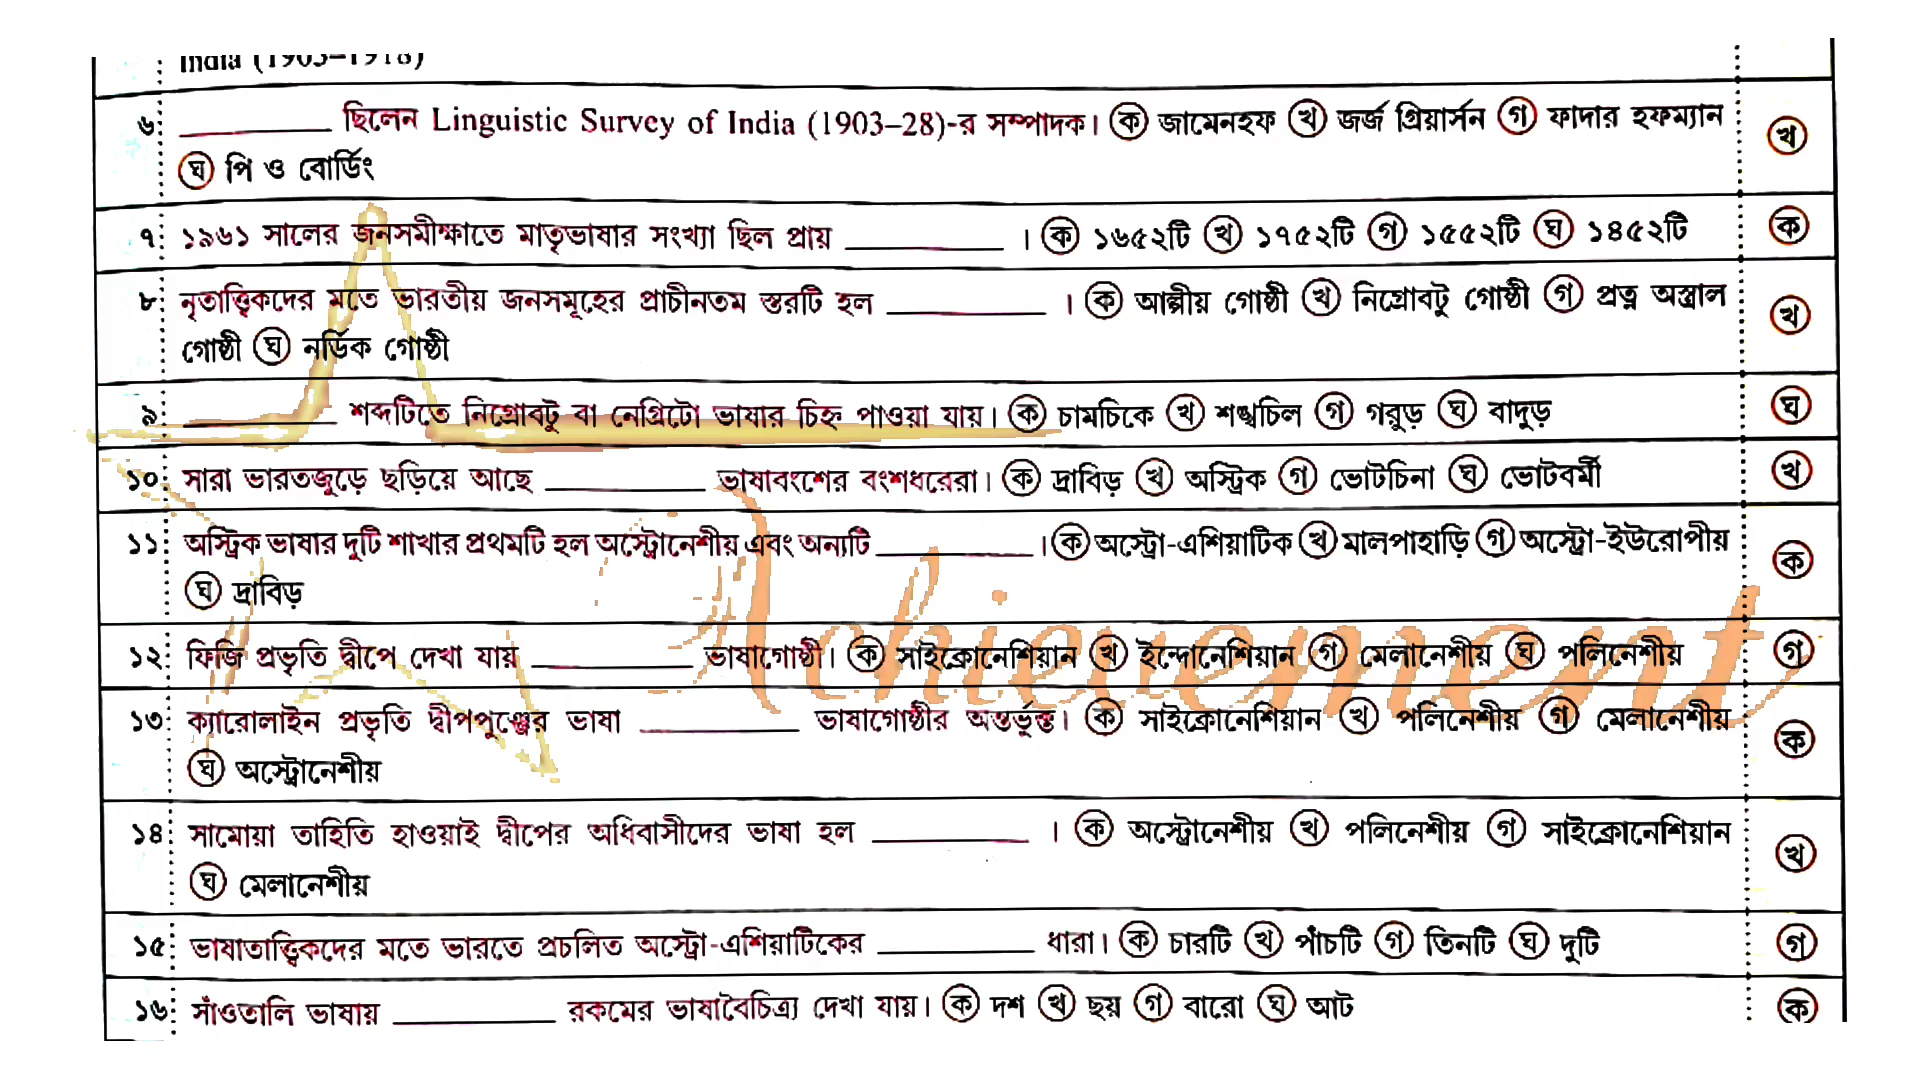 India (1903–1918)
৬. ________ ছিলেন Linguistic Survey of India (1903–28)-র সম্পাদক। ক জামেনহফ খ জর্জ গ্রিয়ার্সন গ ফাদার হফম্যান খ
ঘ পি ও বোর্ডিং
৭. ১৯৬১ সালের জনসমীক্ষাতে মাতৃভাষার সংখ্যা ছিল প্রায় ________ । ক ১৬৫২টি খ ১৭৫২টি গ ১৫৫২টি ঘ ১৪৫২টি ক
৮. নৃতাত্ত্বিকদের মতে ভারতীয় জনসমূহের প্রাচীনতম স্তরটি হল ________ । ক আল্পীয় গোষ্ঠী খ নিগ্রোবটু গোষ্ঠী গ প্রত্ন অস্ত্রাল খ
গোষ্ঠী ঘ নর্ডিক গোষ্ঠী
৯. ________ শব্দটিতে নিগ্রোবটু বা নেগ্রিটো ভাষার চিহ্ন পাওয়া যায়। ক চামচিকে খ শঙ্খচিল গ গরুড় ঘ বাদুড় ঘ
১০. সারা ভারতজুড়ে ছড়িয়ে আছে ________ ভাষাবংশের বংশধরেরা। ক দ্রাবিড় খ অস্ট্রিক গ ভোটচিনা ঘ ভোটবর্মী খ
১১. অস্ট্রিক ভাষার দুটি শাখার প্রথমটি হল অস্ট্রোনেশীয় এবং অন্যটি ________ । ক অস্ট্রো-এশিয়াটিক খ মালপাহাড়ি গ অস্ট্রো-ইউরোপীয় ক
ঘ দ্রাবিড়
Achievement
১২. ফিজি প্রভৃতি দ্বীপে দেখা যায় ________ ভাষাগোষ্ঠী। ক সাইক্রোনেশিয়ান খ ইন্দোনেশিয়ান গ মেলানেশীয় ঘ পলিনেশীয় গ
১৩. ক্যারোলাইন প্রভৃতি দ্বীপপুঞ্জের ভাষা ________ ভাষাগোষ্ঠীর অন্তর্ভুক্ত। ক সাইক্রোনেশিয়ান খ পলিনেশীয় গ মেলানেশীয় ক
ঘ অস্ট্রোনেশীয়
১৪. সামোয়া তাহিতি হাওয়াই দ্বীপের অধিবাসীদের ভাষা হল ________ । ক অস্ট্রোনেশীয় খ পলিনেশীয় গ সাইক্রোনেশিয়ান খ
ঘ মেলানেশীয়
১৫. ভাষাতাত্ত্বিকদের মতে ভারতে প্রচলিত অস্ট্রো-এশিয়াটিকের ________ ধারা। ক চারটি খ পাঁচটি গ তিনটি ঘ দুটি গ
১৬. সাঁওতালি ভাষায় ________ রকমের ভাষাবৈচিত্র্য দেখা যায়। ক দশ খ ছয় গ বারো ঘ আট ক